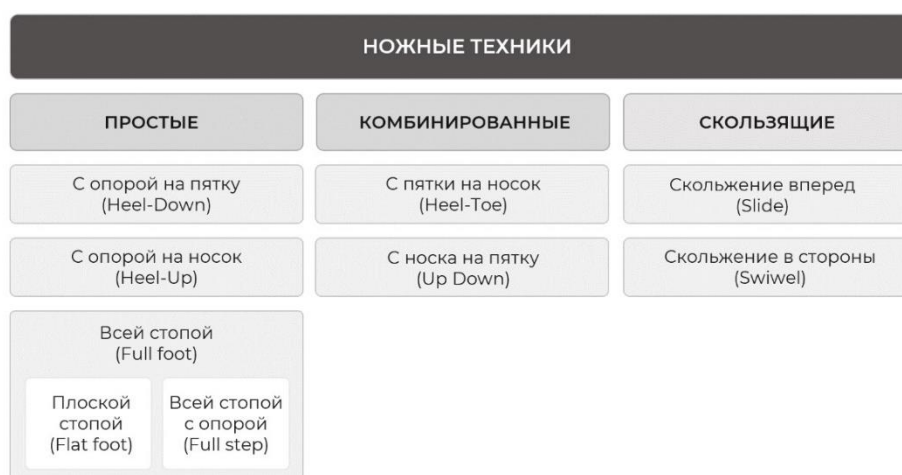 НОЖНЫЕ ТЕХНИКИ
ПРОСТЫЕ
С опорой на пятку
(Heel-Down)
С опорой на носок
(Heel-Up)
Всей стопой
(Full foot)
Плоской
стопой
(Flat foot)
Всей стопой
с опорой
(Full step)
КОМБИНИРОВАННЫЕ
С пятки на носок
(Heel-Toe)
С носка на пятку
(Up Down)
СКОЛЬЗЯЩИЕ
Скольжение вперед
(Slide)
Скольжение в стороны
(Swiwel)